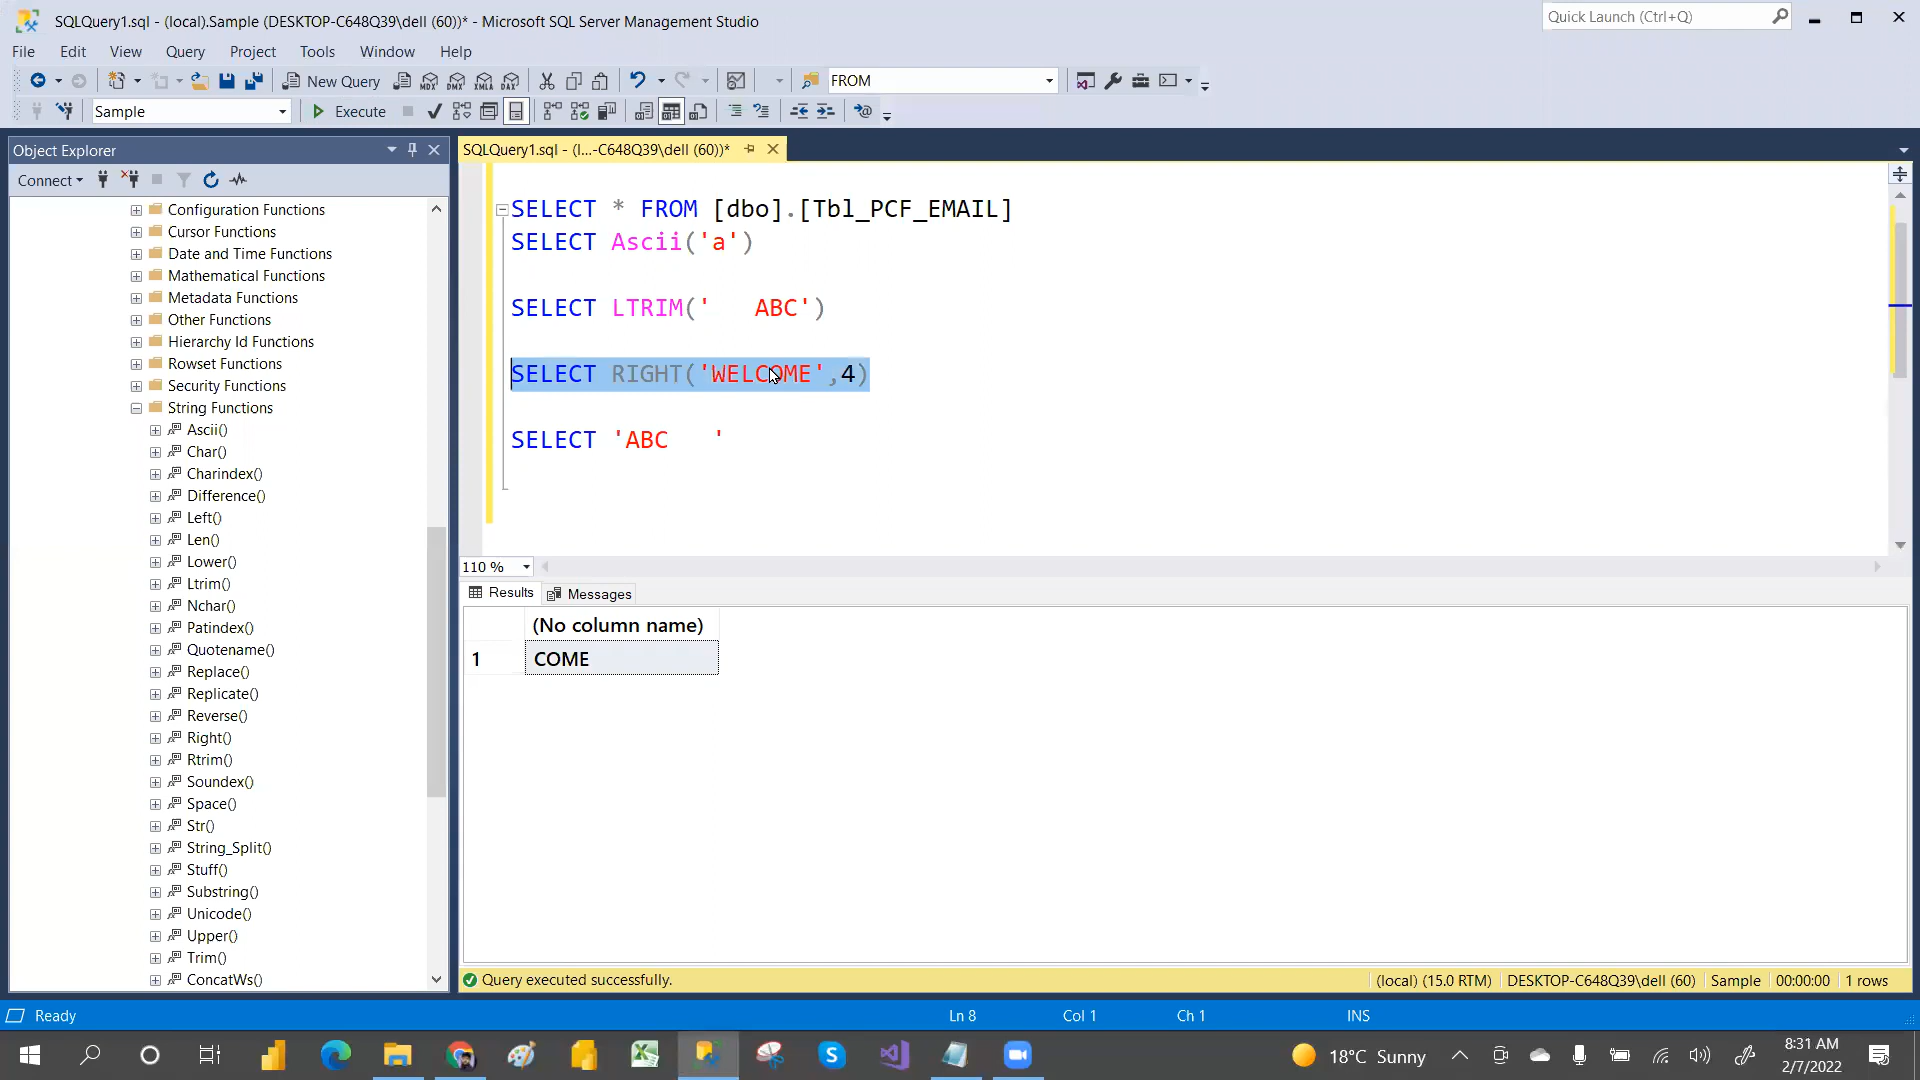 SQLQuery1.sql - (local).Sample (DESKTOP-C648Q39\dell (60))* - Microsoft SQL Server Management Studio
Quick Launch (Ctrl+Q)
File Edit View Query Project Tools Window Help
New Query MDX DMX XMLA DAX FROM
Sample Execute
Object Explorer
SQLQuery1.sql - (l...-C648Q39\dell (60))*
Connect
Configuration Functions
Cursor Functions
Date and Time Functions
Mathematical Functions
Metadata Functions
Other Functions
Hierarchy Id Functions
Rowset Functions
Security Functions
String Functions
Ascii()
Char()
Charindex()
Difference()
Left()
Len()
Lower()
Ltrim()
Nchar()
Patindex()
Quotename()
Replace()
Replicate()
Reverse()
Right()
Rtrim()
Soundex()
Space()
Str()
String_Split()
Stuff()
Substring()
Unicode()
Upper()
Trim()
ConcatWs()
SELECT * FROM [dbo].[Tbl_PCF_EMAIL]
SELECT Ascii('a')
SELECT LTRIM('   ABC')
SELECT RIGHT('WELCOME',4)
SELECT 'ABC   '
110 %
Results Messages
(No column name)
1 COME
Query executed successfully. (local) (15.0 RTM) DESKTOP-C648Q39\dell (60) Sample 00:00:00 1 rows
Ready Ln 8 Col 1 Ch 1 INS
18°C Sunny
8:31 AM
2/7/2022